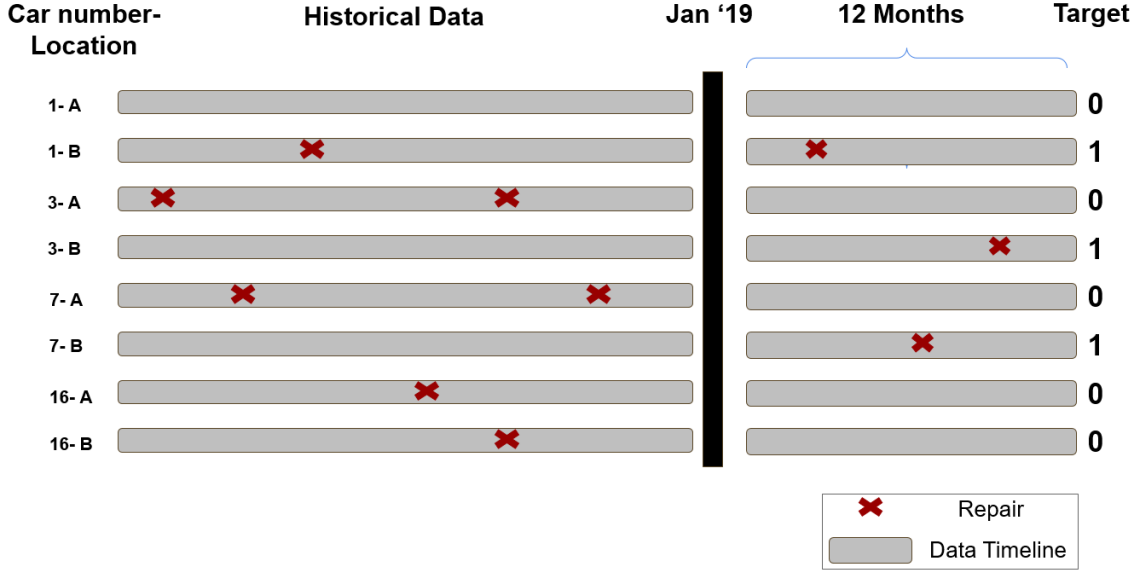 Car number-
Location
Historical Data
Jan ‘19
12 Months
Target
1- A
0
1- B
1
3- A
0
3- B
1
7- A
0
7- B
1
16- A
0
16- B
0
Repair
Data Timeline